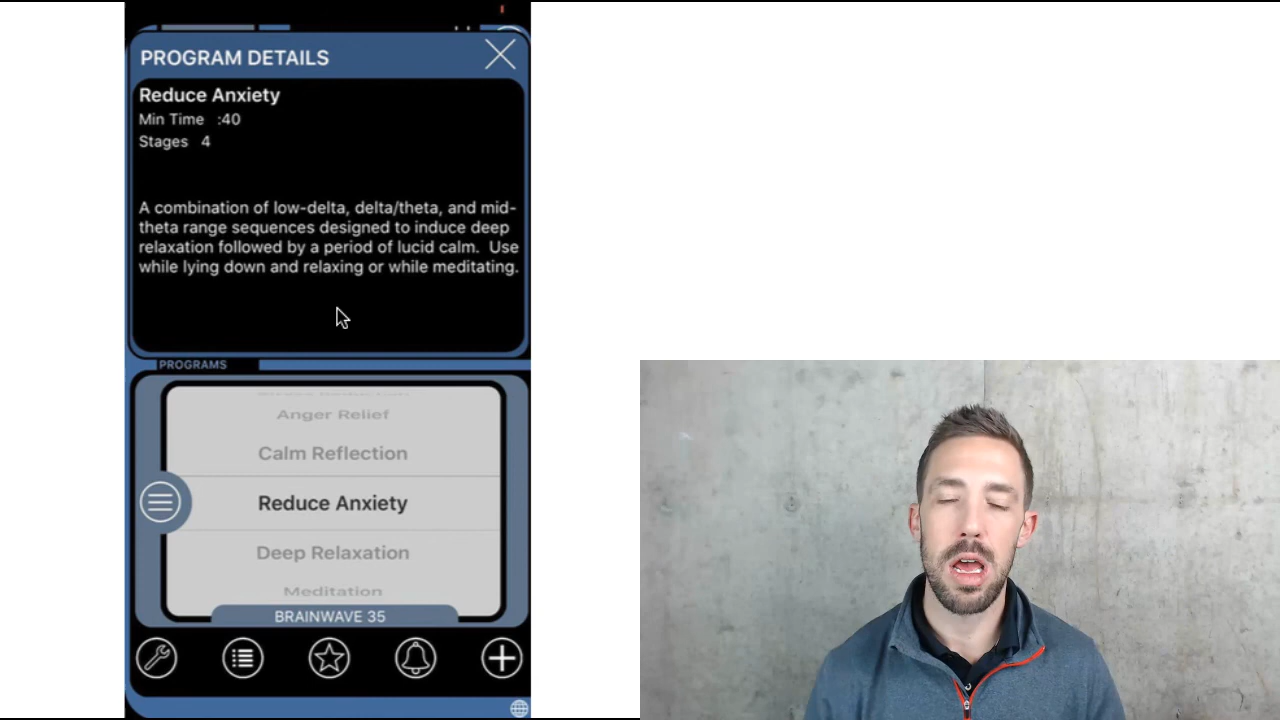 PROGRAM DETAILS
Reduce Anxiety
Min Time :40
Stages 4
A combination of low-delta, delta/theta, and mid-
theta range sequences designed to induce deep
relaxation followed by a period of lucid calm. Use
while lying down and relaxing or while meditating.
PROGRAMS
Anger Relief
Calm Reflection
Reduce Anxiety
Deep Relaxation
Meditation
BRAINWAVE 35